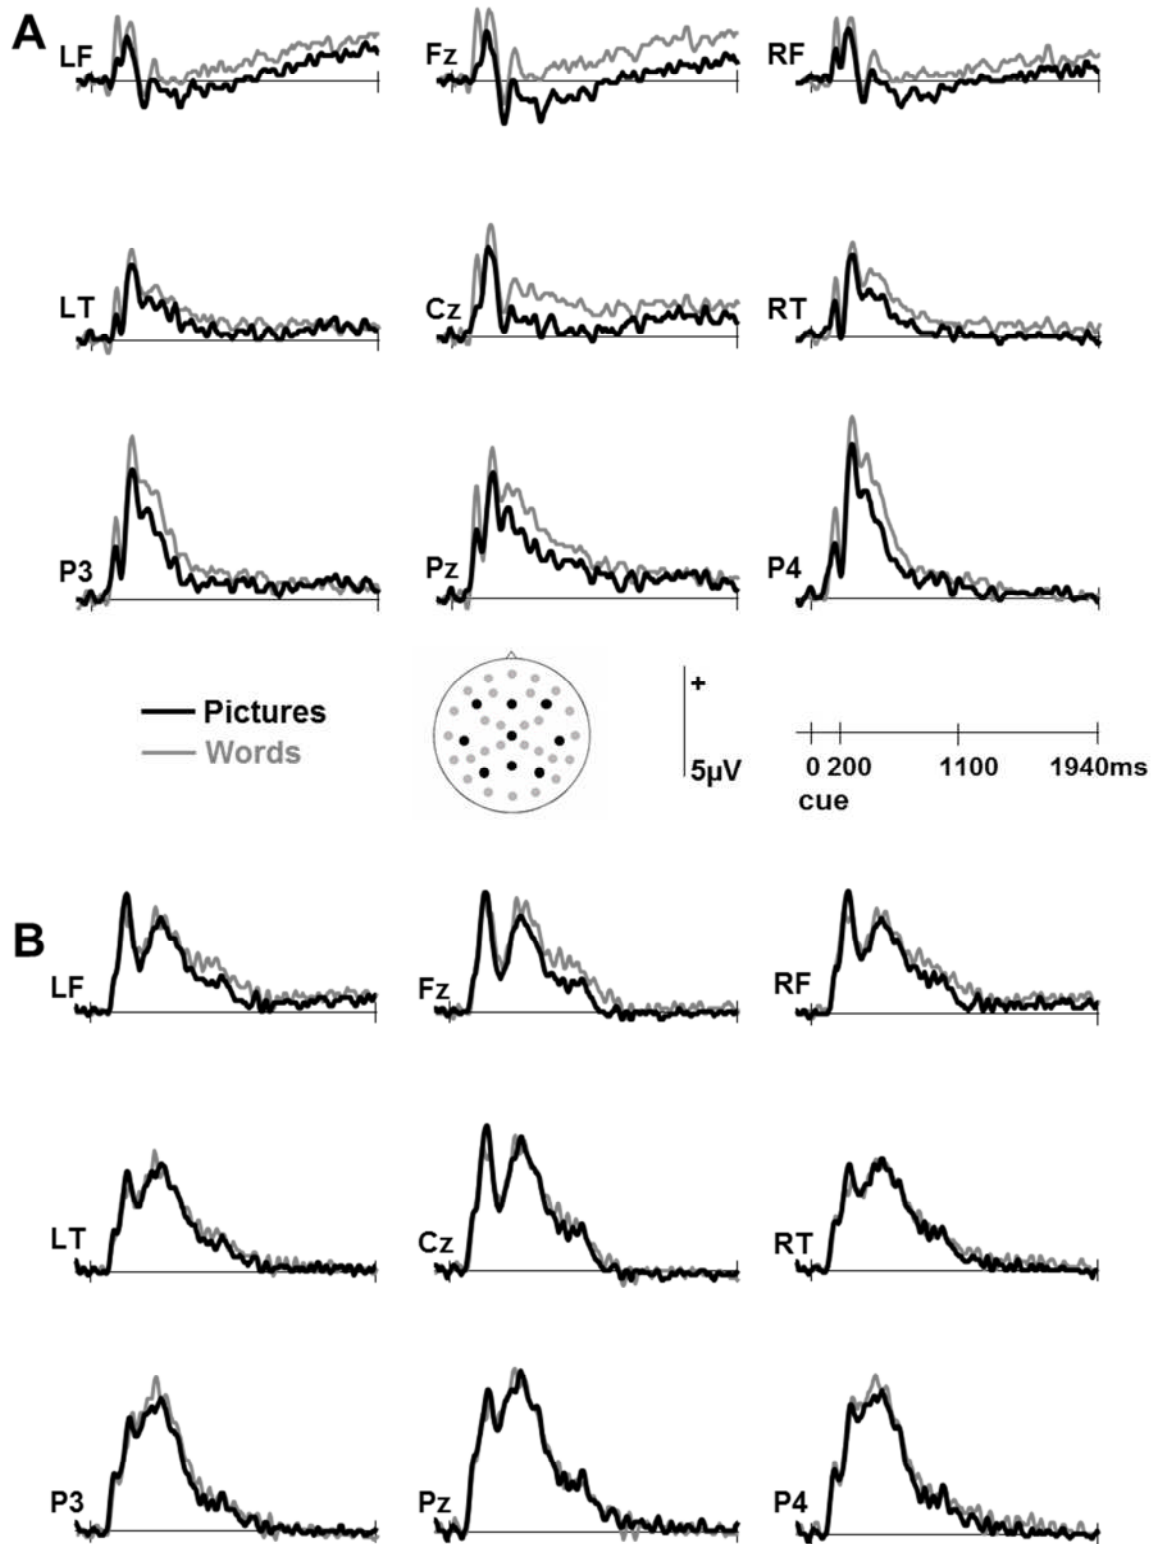 A
LF Fz RF
LT Cz RT
P3 Pz P4
Pictures
Words
+
5µV
0 200 1100 1940ms
cue
B
LF Fz RF
LT Cz RT
P3 Pz P4